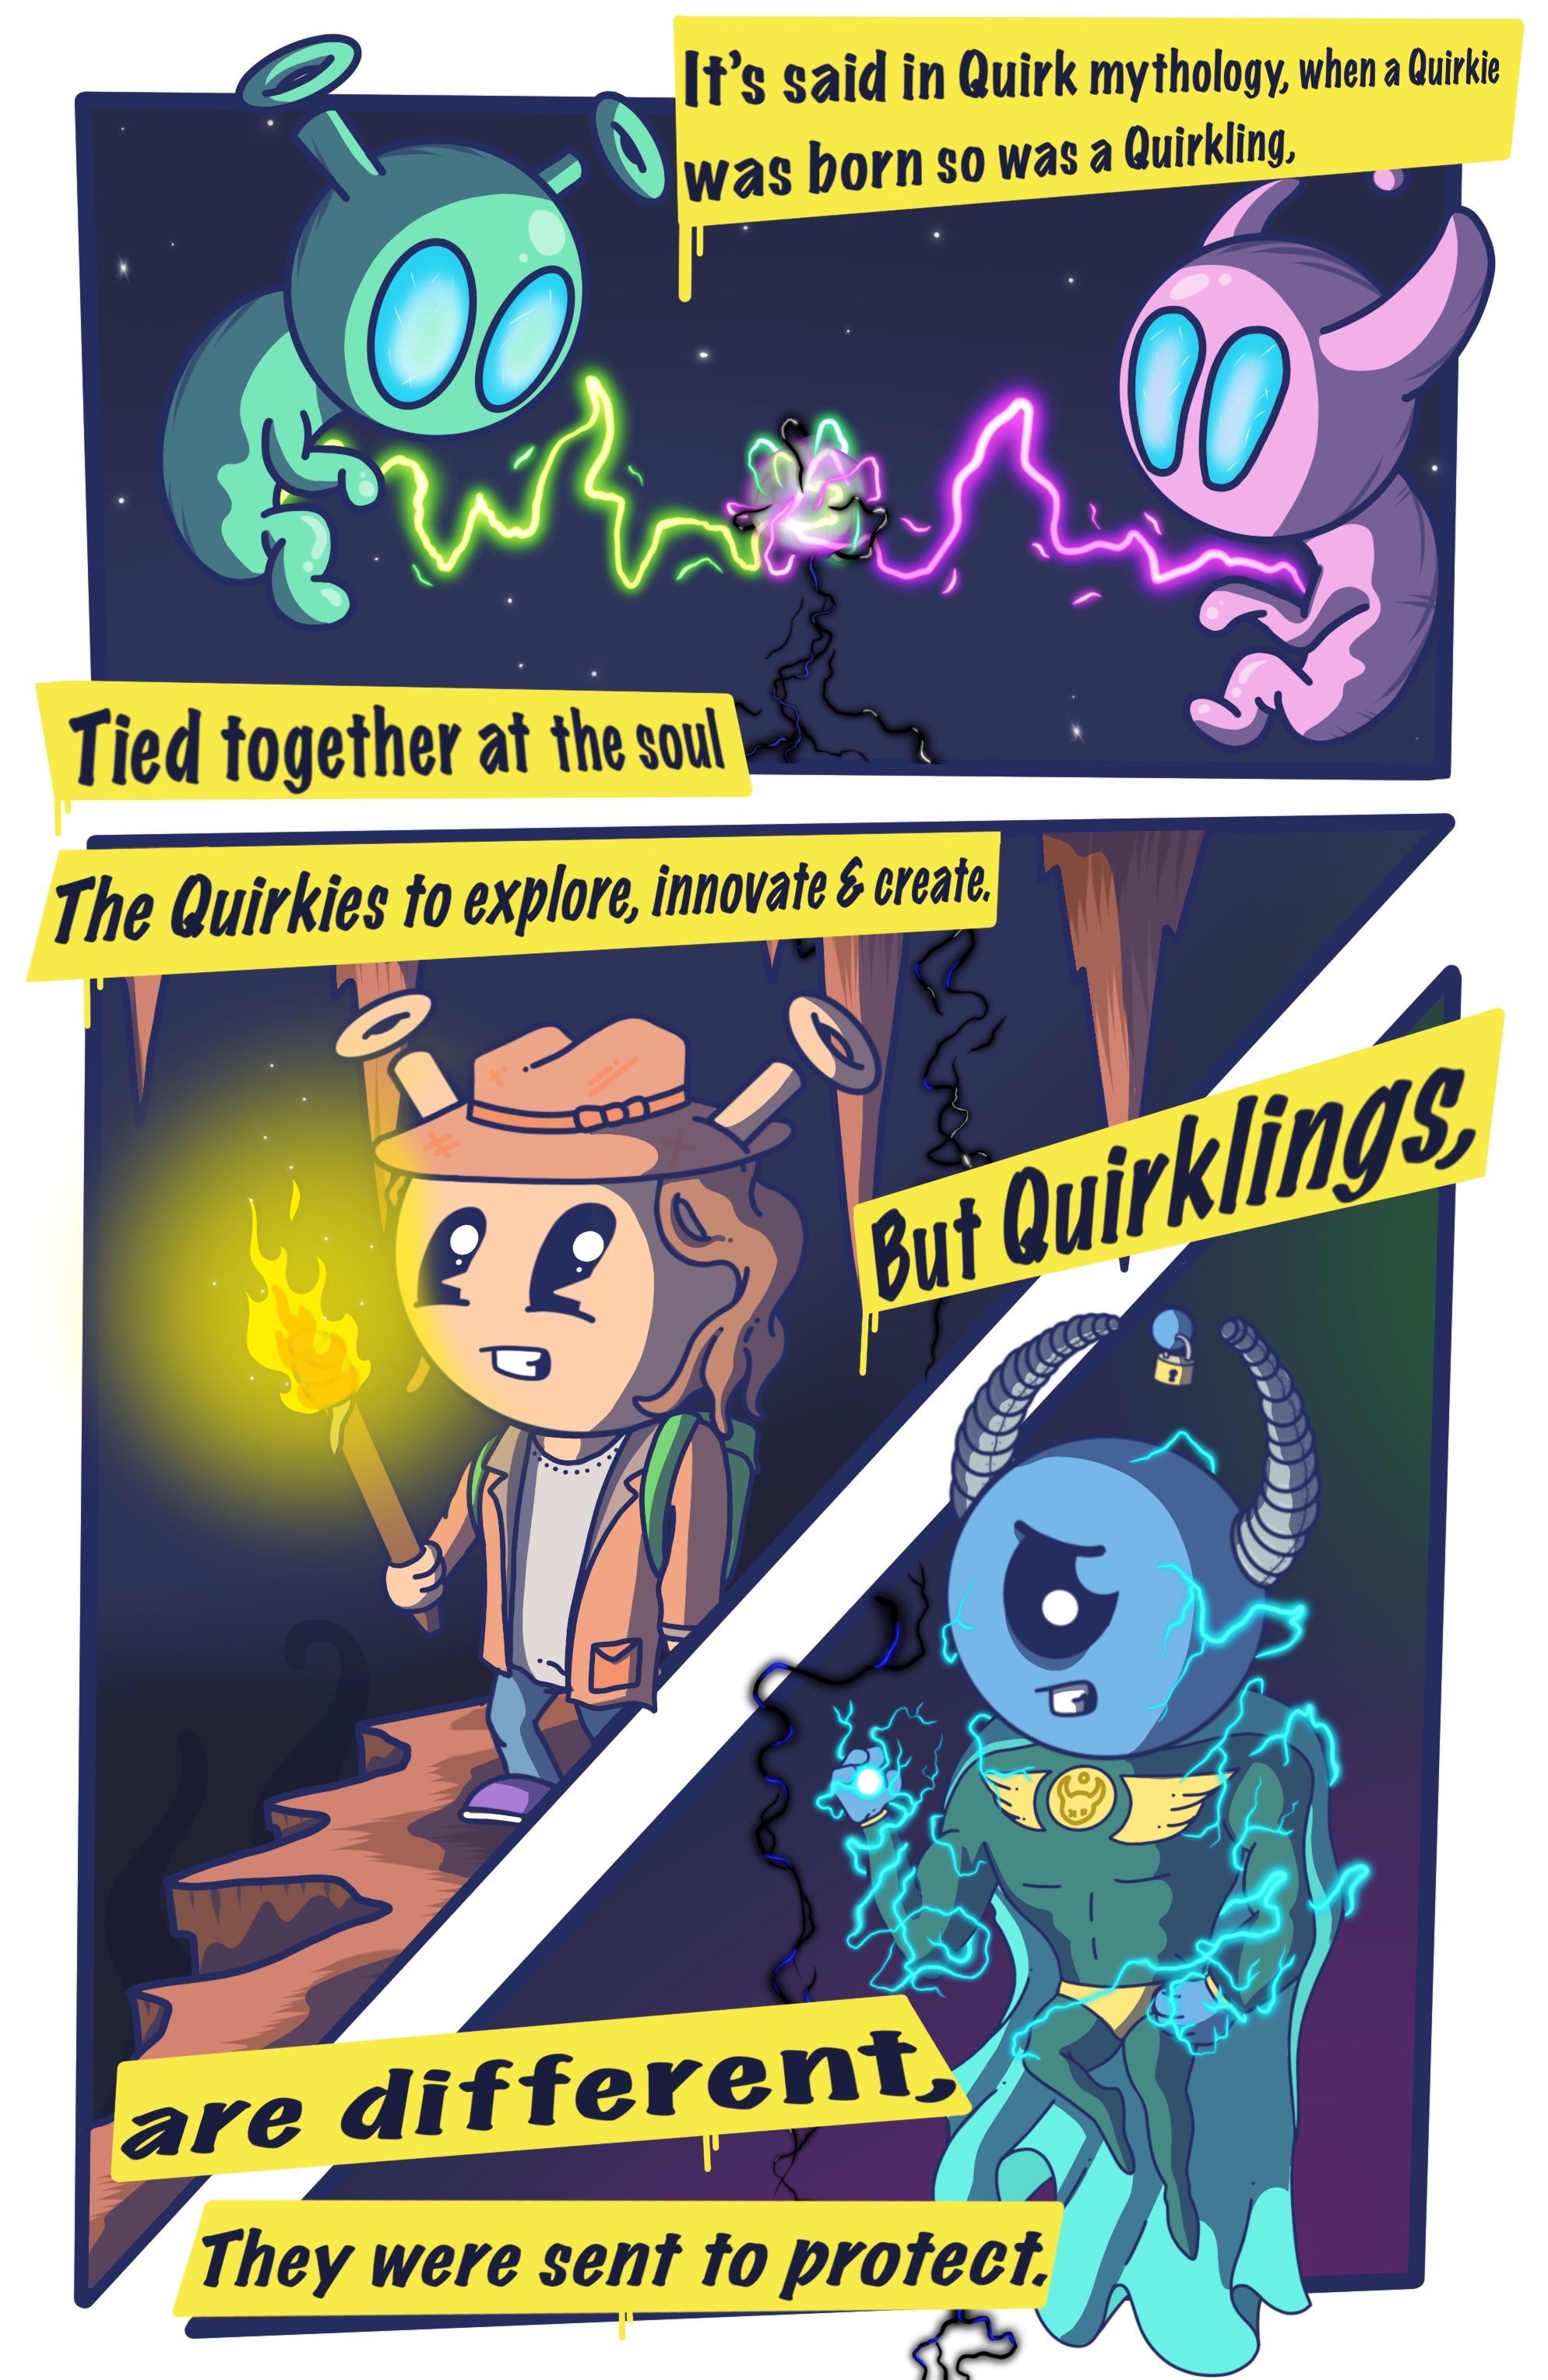 It's said in Quirk mythology, when a Quirkie
was born so was a Quirkling,
Tied together at the soul
The Quirkies to explore, innovate & create.
But Quirklings,
are different,
They were sent to protect.